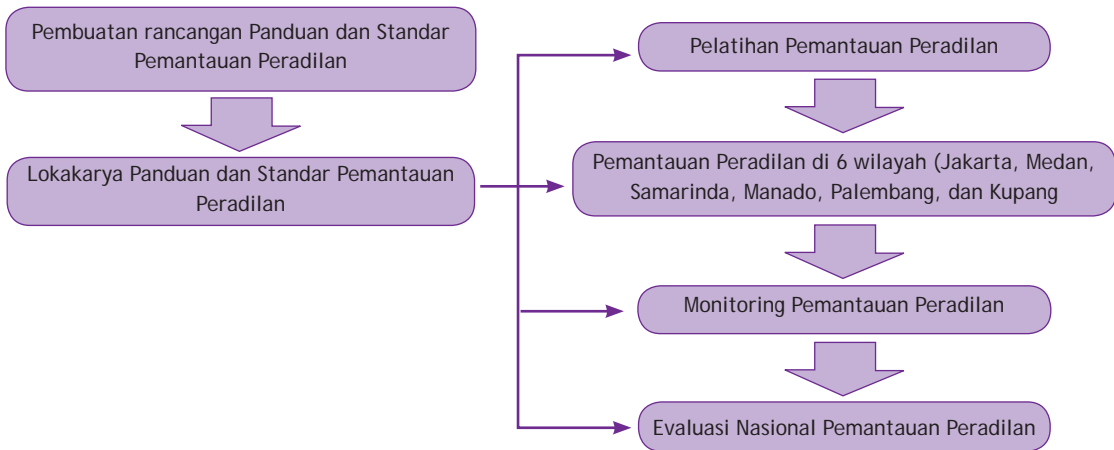 Pembuatan rancangan Panduan dan Standar
Pemantauan Peradilan
Lokakarya Panduan dan Standar Pemantauan
Peradilan
Pelatihan Pemantauan Peradilan
Pemantauan Peradilan di 6 wilayah (Jakarta, Medan,
Samarinda, Manado, Palembang, dan Kupang
Monitoring Pemantauan Peradilan
Evaluasi Nasional Pemantauan Peradilan